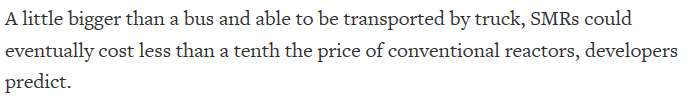 A little bigger than a bus and able to be transported by truck, SMRs could
eventually cost less than a tenth the price of conventional reactors, developers
predict.